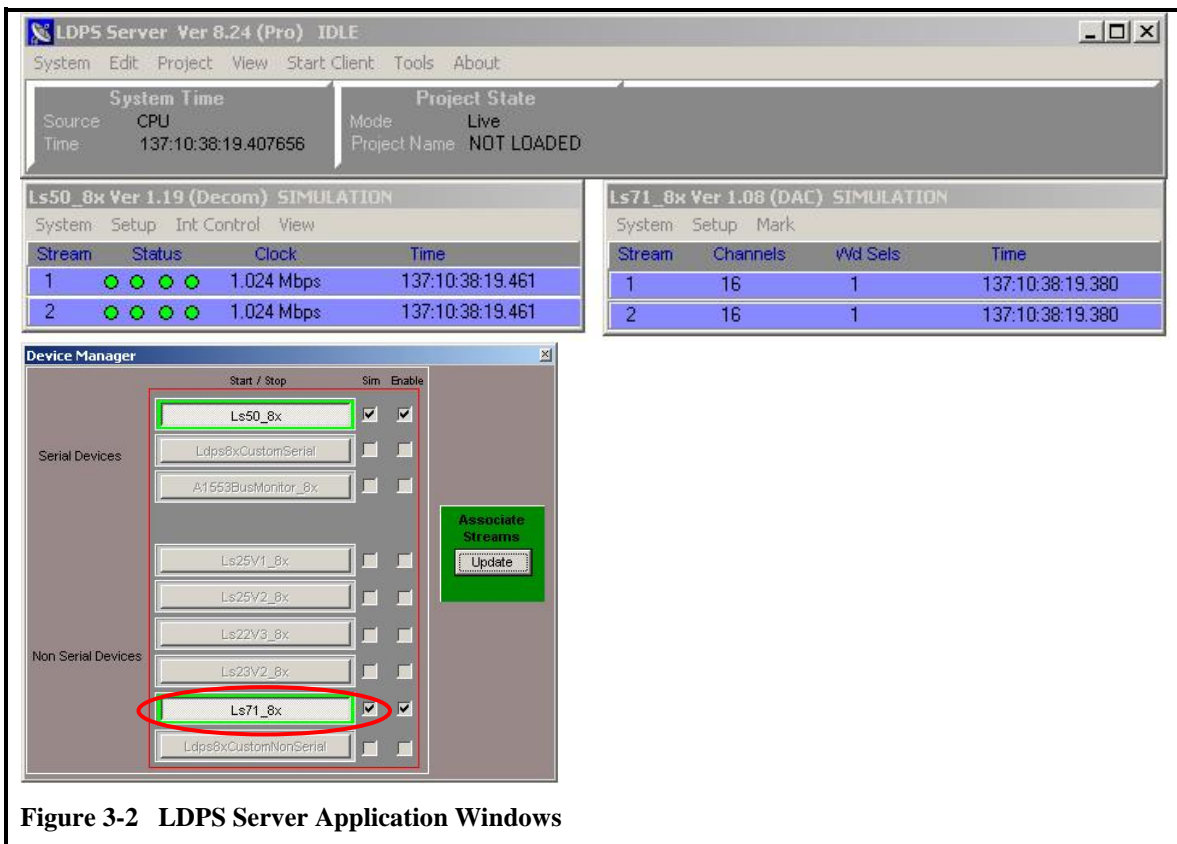 LDPS Server Ver 8.24 (Pro) IDLE
System Edit Project View Start Client Tools About
System Time
Source CPU
Time 137:10:38:19.407656
Project State
Mode Live
Project Name NOT LOADED
Ls50_8x Ver 1.19 (Decom) SIMULATION
System Setup Int Control View
Stream Status Clock Time
1 1.024 Mbps 137:10:38:19.461
2 1.024 Mbps 137:10:38:19.461
Ls71_8x Ver 1.08 (DAC) SIMULATION
System Setup Mark
Stream Channels Wd Sels Time
1 16 1 137:10:38:19.380
2 16 1 137:10:38:19.380
Device Manager
Start / Stop Sim Enable
Serial Devices
Ls50_8x
Ldps8xCustomSerial
A1553BusMonitor_8x
Non Serial Devices
Ls25V1_8x
Ls25V2_8x
Ls22V3_8x
Ls23V2_8x
Ls71_8x
Ldps8xCustomNonSerial
Associate
Streams
Update
Figure 3-2 LDPS Server Application Windows